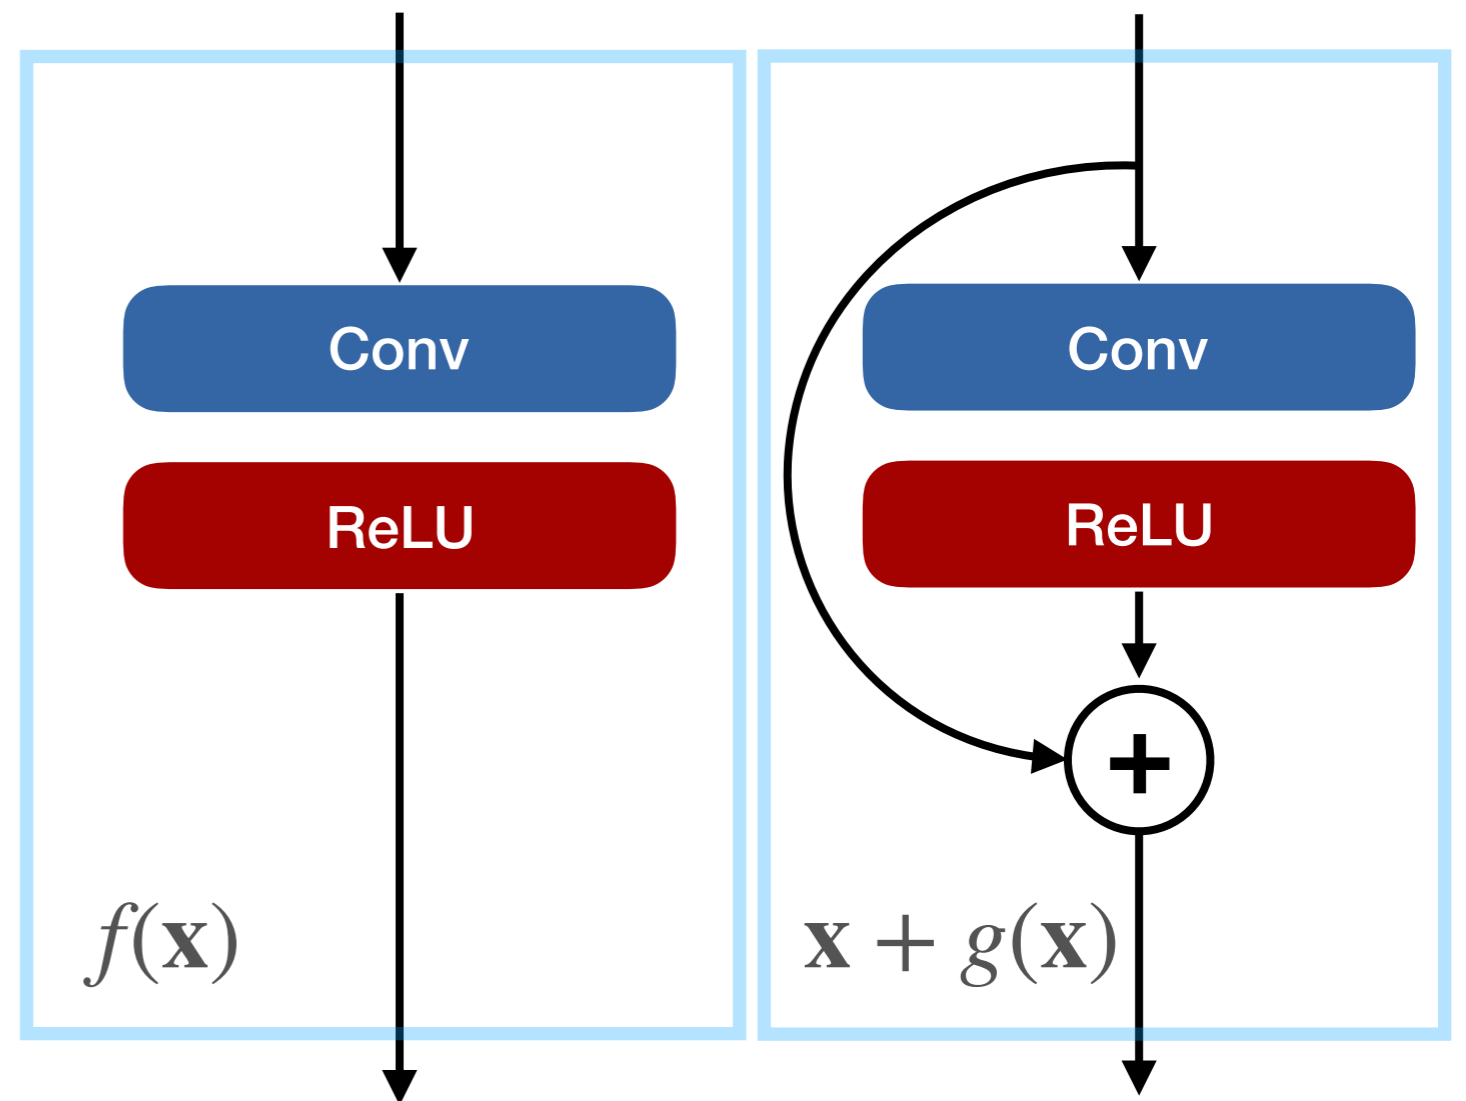 Conv
ReLU
f(x)
Conv
ReLU
+
x + g(x)